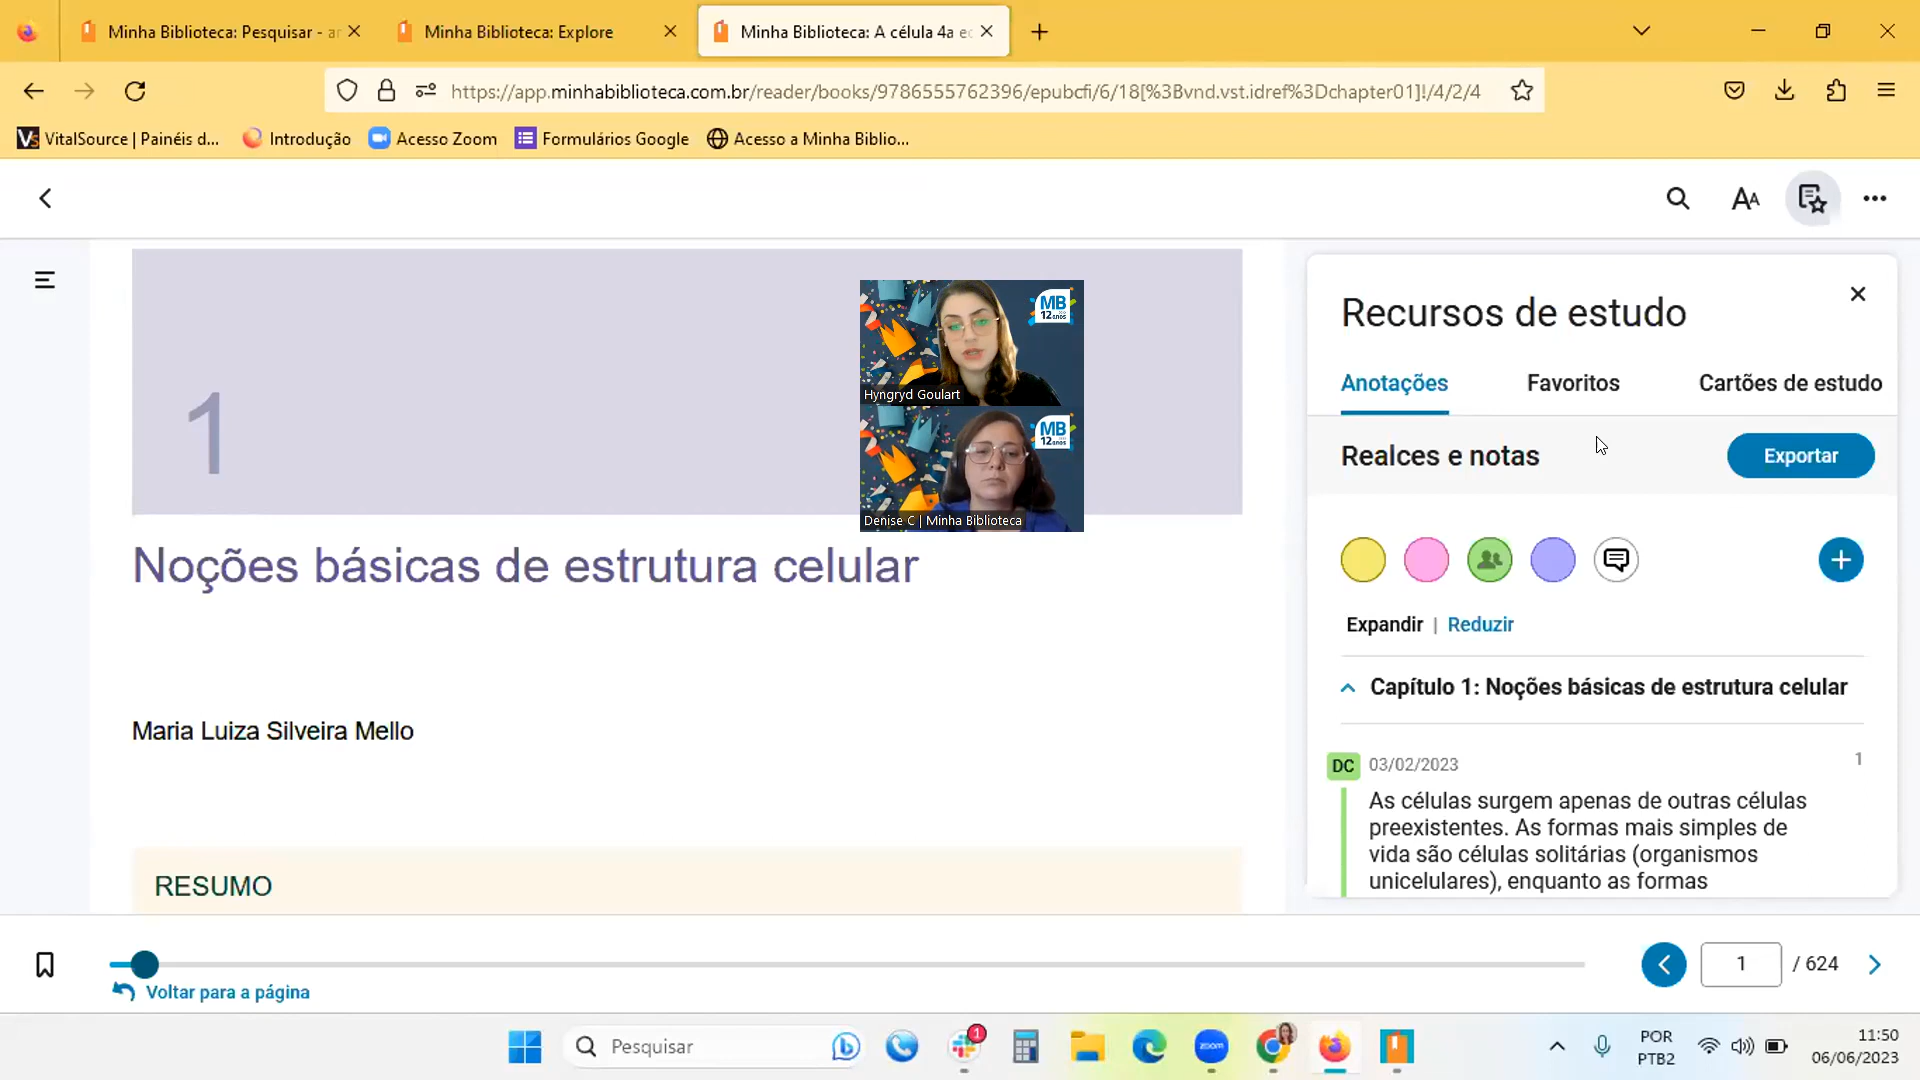 Minha Biblioteca: Pesquisar - ar
Minha Biblioteca: Explore
Minha Biblioteca: A célula 4a ed
https://app.minhabiblioteca.com.br/reader/books/9786555762396/epubcfi/6/18[%3Bvnd.vst.idref%3Dchapter01]!/4/2/4
VitalSource | Painéis d...
Introdução
Acesso Zoom
Formulários Google
Acesso a Minha Biblio...
AA
1
MB
12 anos
Hyngryd Goulart
MB
12 anos
Denise C | Minha Biblioteca
Noções básicas de estrutura celular
Maria Luiza Silveira Mello
RESUMO
Recursos de estudo
Anotações
Favoritos
Cartões de estudo
Realces e notas
Exportar
Expandir | Reduzir
Capítulo 1: Noções básicas de estrutura celular
DC 03/02/2023 1
As células surgem apenas de outras células
preexistentes. As formas mais simples de
vida são células solitárias (organismos
unicelulares), enquanto as formas
Voltar para a página
1 / 624
Pesquisar
1
zoom
POR
PTB2
11:50
06/06/2023